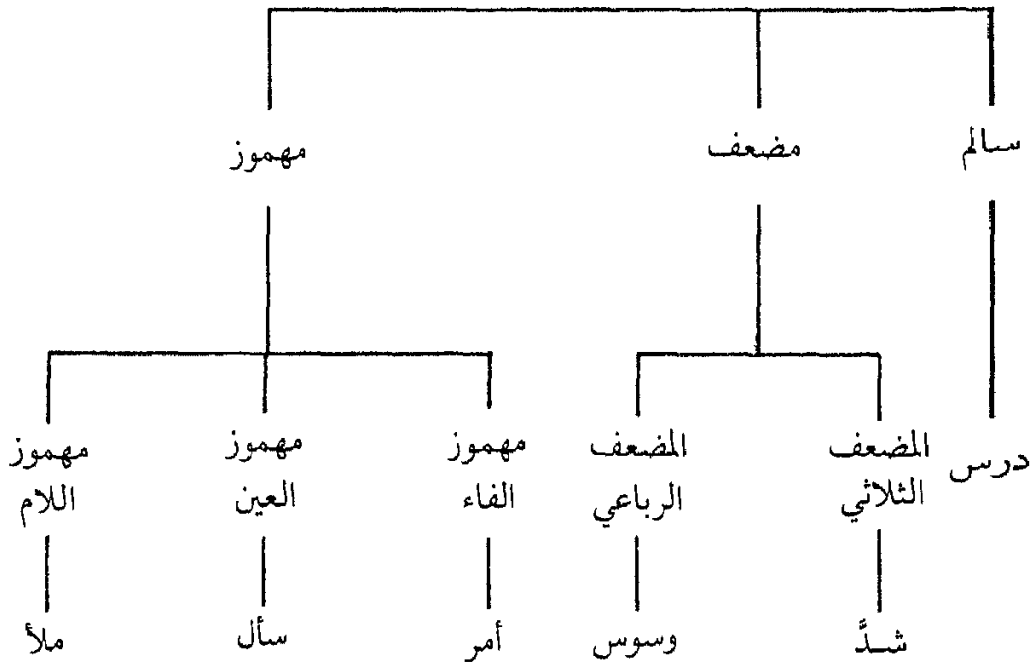 سالم
مضعف
مهموز
درس
المضعف
الثلاثي
المضعف
الرباعي
مهموز
الفاء
مهموز
العين
مهموز
اللام
شدَّ
وسوس
أمر
سأل
ملأ